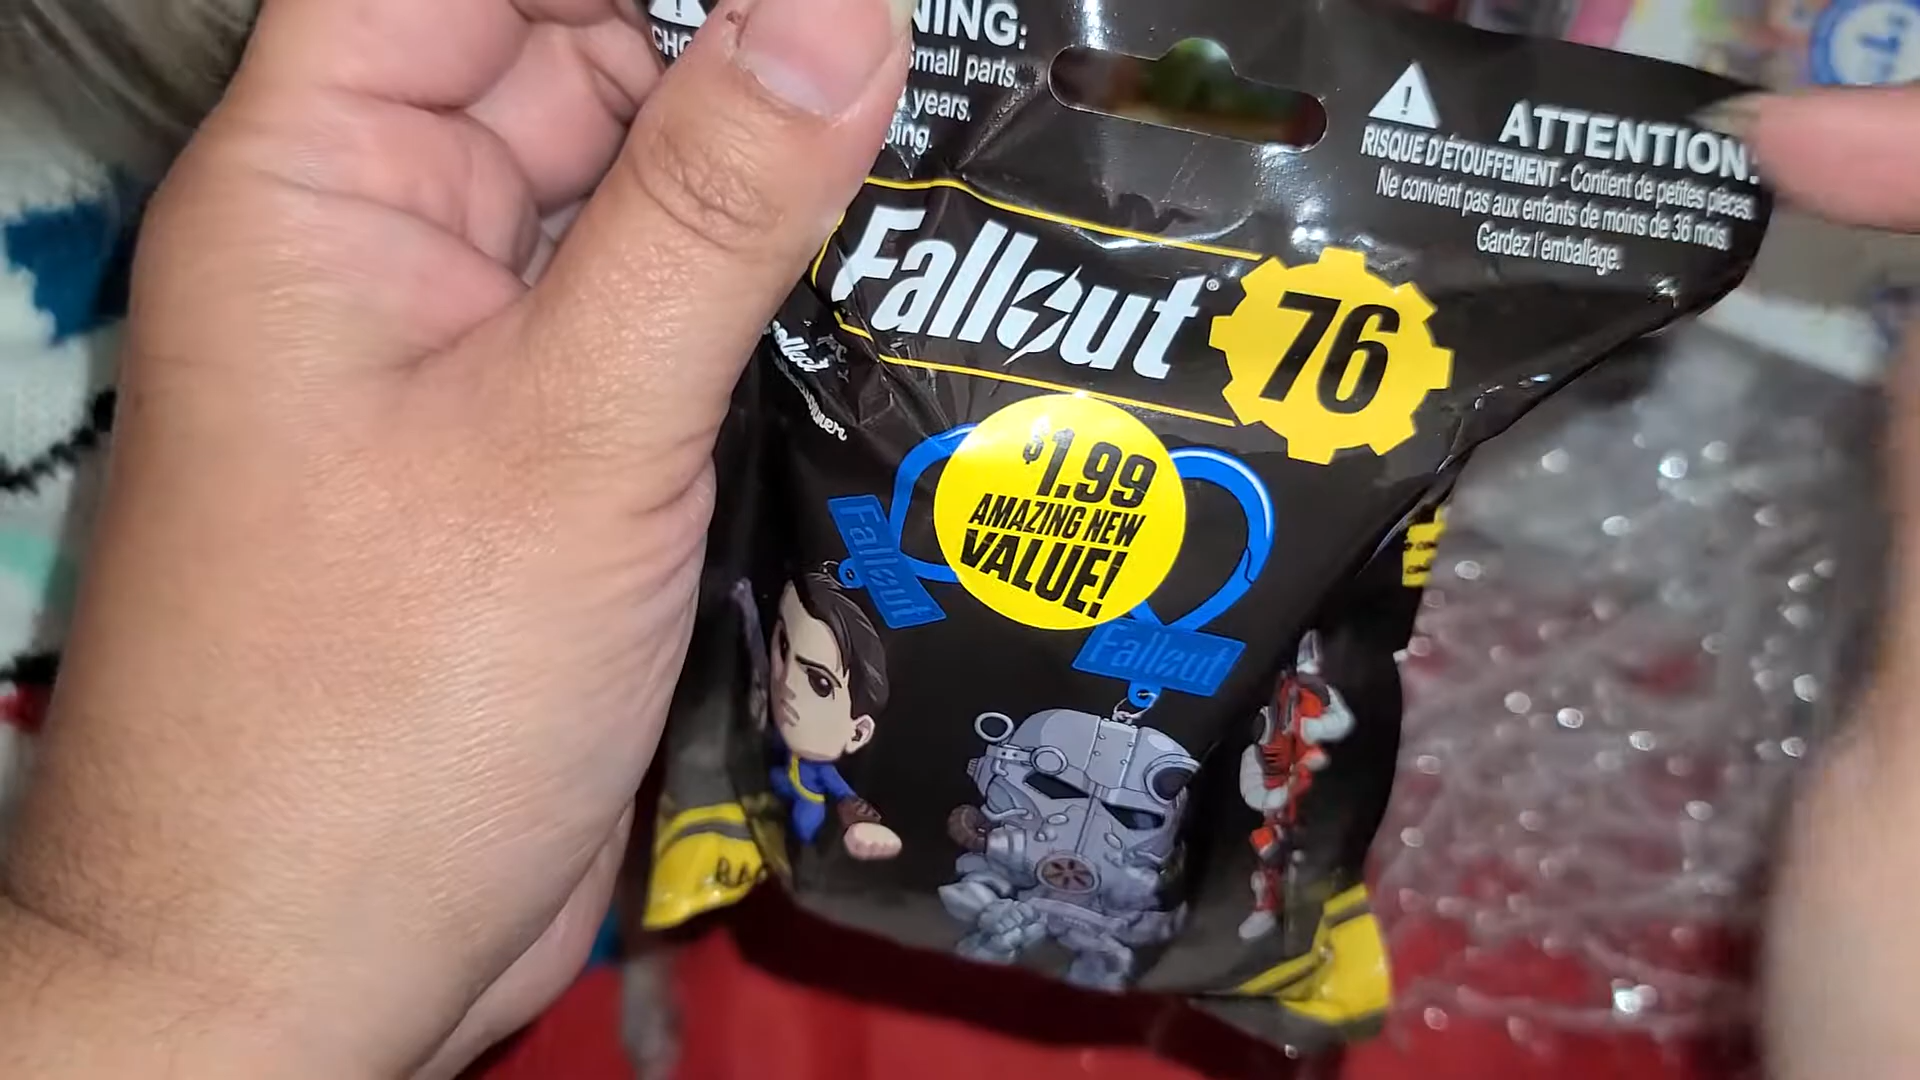 NING:
Small parts.
years.
ping.
ATTENTION:
RISQUE D'ÉTOUFFEMENT - Contient de petites pièces.
Ne convient pas aux enfants de moins de 36 mois.
Gardez l'emballage.
Fallout® 76
$1.99
AMAZING NEW
VALUE!
Fallout
Fallout